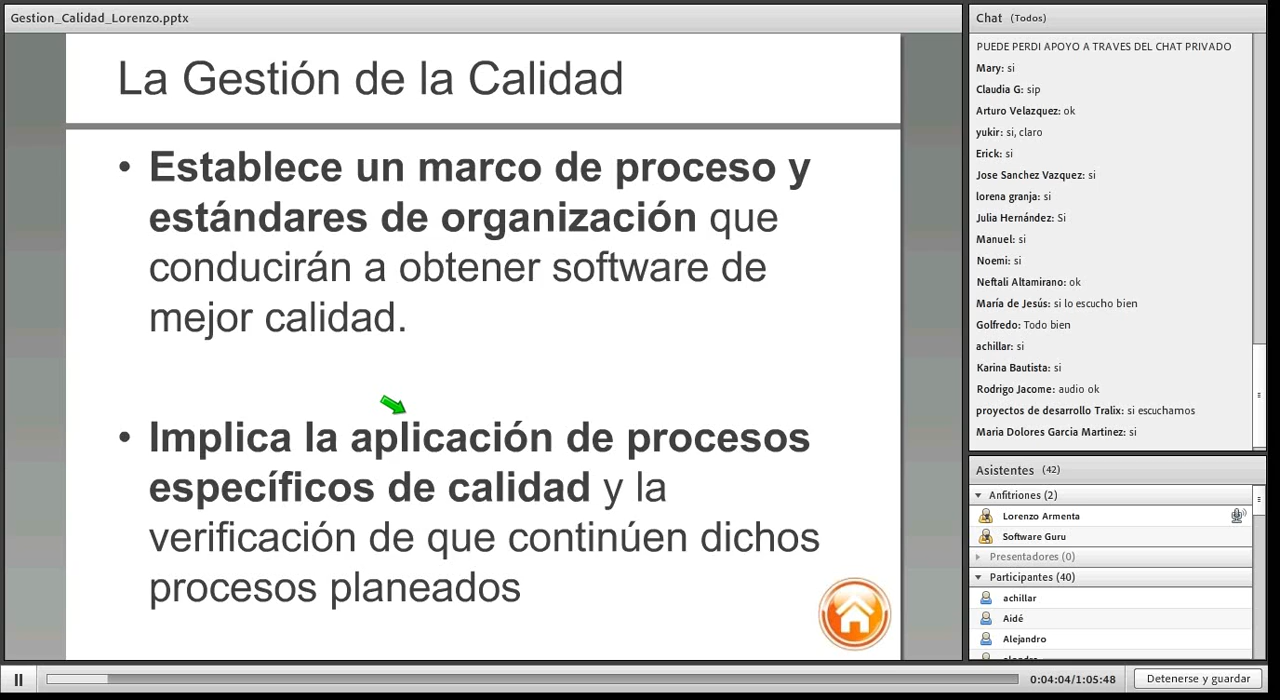 Gestion_Calidad_Lorenzo.pptx
La Gestión de la Calidad
• Establece un marco de proceso y
estándares de organización que
conducirán a obtener software de
mejor calidad.
• Implica la aplicación de procesos
específicos de calidad y la
verificación de que continúen dichos
procesos planeados
Chat (Todos)
PUEDE PERDI APOYO A TRAVES DEL CHAT PRIVADO
Mary: si
Claudia G: sip
Arturo Velazquez: ok
yukir: si, claro
Erick: si
Jose Sanchez Vazquez: si
lorena granja: si
Julia Hernández: Si
Manuel: si
Noemi: si
Neftali Altamirano: ok
María de Jesús: si lo escucho bien
Golfredo: Todo bien
achillar: si
Karina Bautista: si
Rodrigo Jacome: audio ok
proyectos de desarrollo Tralix: si escuchamos
Maria Dolores Garcia Martinez: si
Asistentes (42)
Anfitriones (2)
Lorenzo Armenta
Software Guru
Presentadores (0)
Participantes (40)
achillar
Aidé
Alejandro
0:04:04/1:05:48
Detenerse y guardar